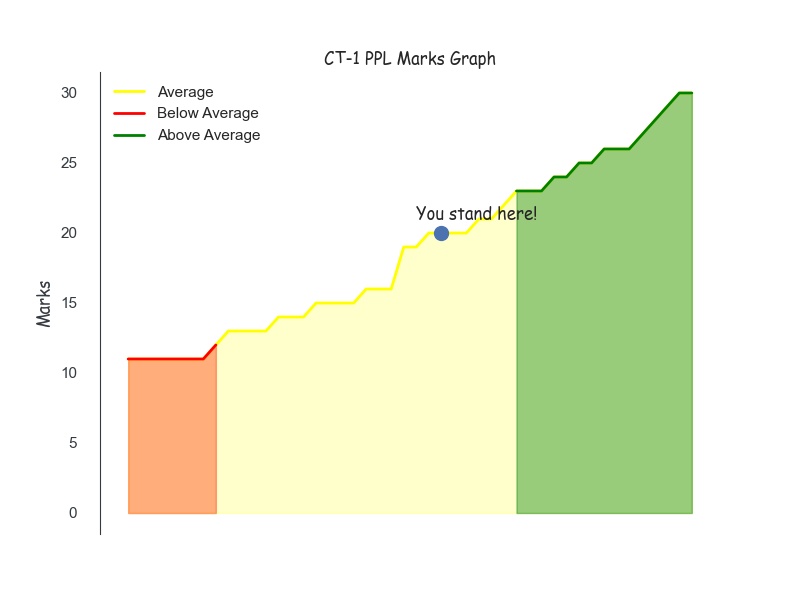 CT-1 PPL Marks Graph
Average
Below Average
Above Average
You stand here!
Marks
30
25
20
15
10
5
0